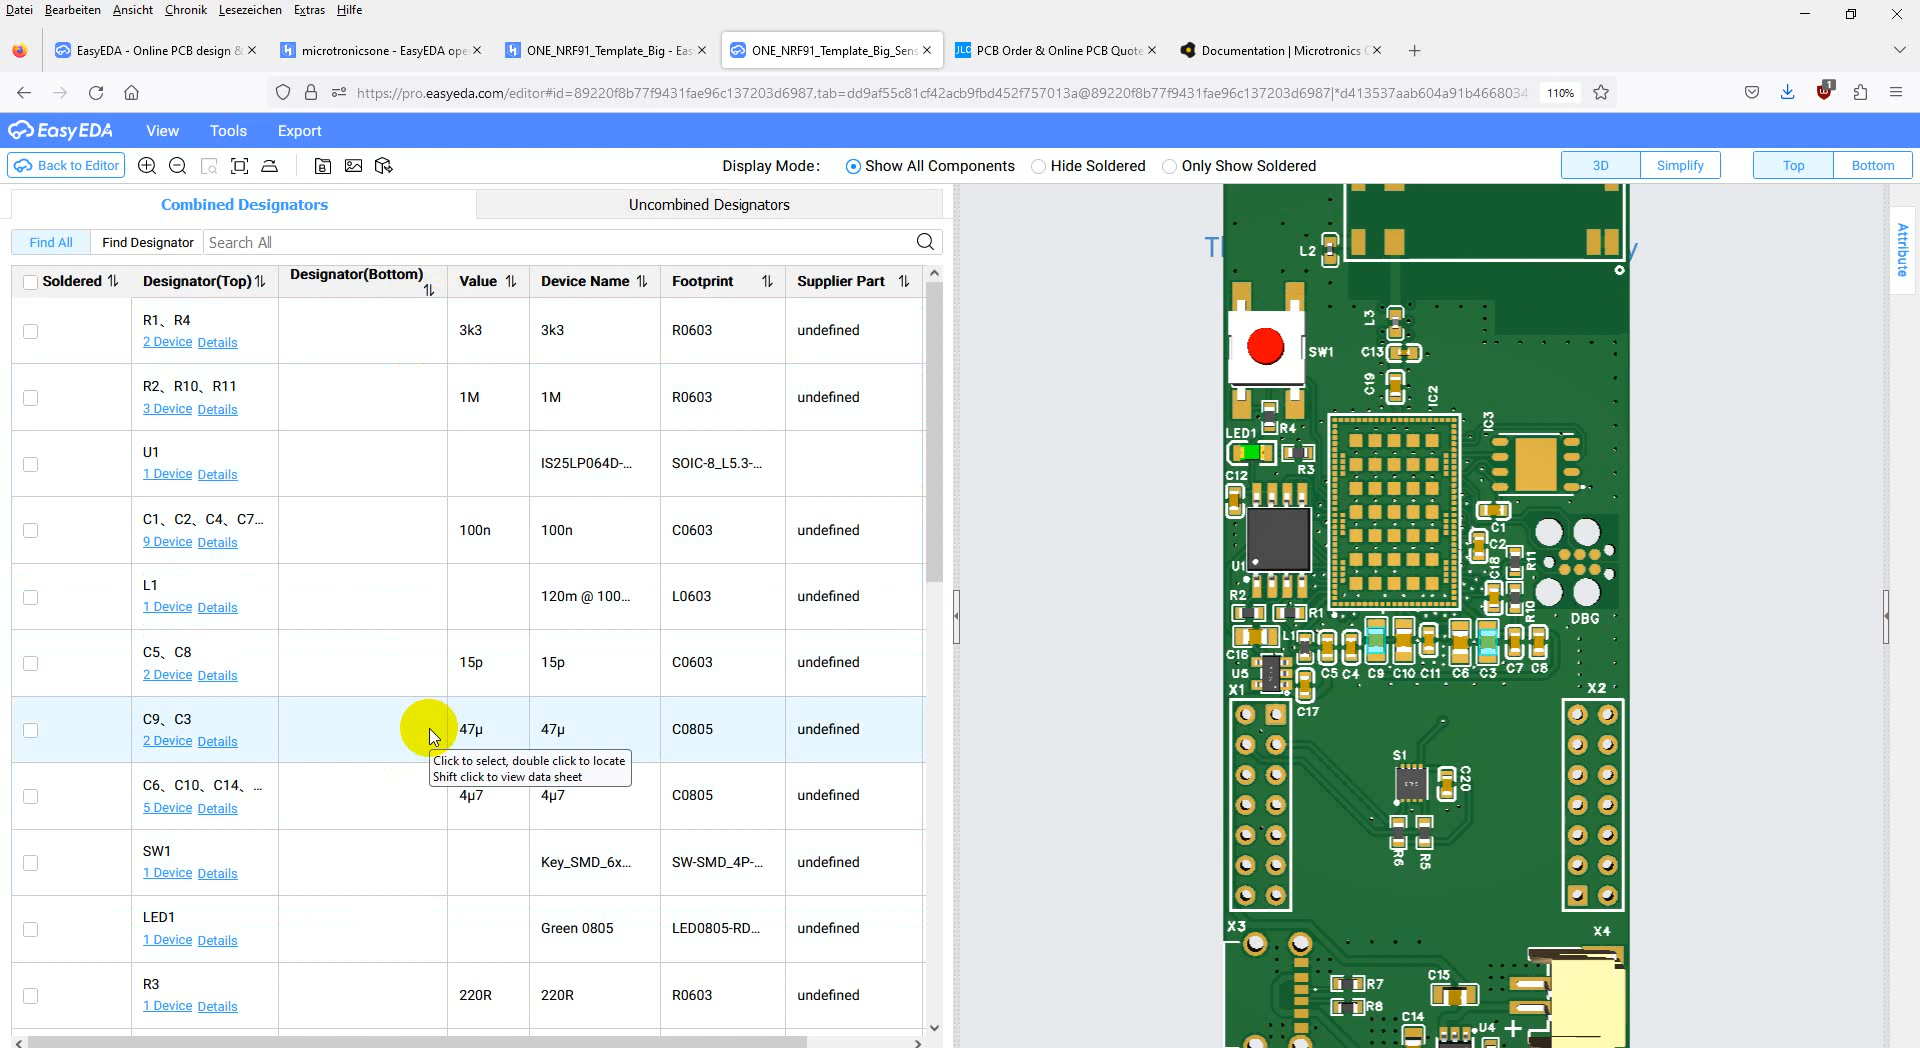 Datei Bearbeiten Ansicht Chronik Lesezeichen Extras Hilfe
EasyEDA - Online PCB design &
microtronicsone - EasyEDA ope
ONE_NRF91_Template_Big - Eas
ONE_NRF91_Template_Big_Sens
JLC PCB Order & Online PCB Quote
Documentation | Microtronics
https://pro.easyeda.com/editor#id=89220f8b77f9431fae96c137203d6987,tab=dd9af55c81cf42acb9fbd452f757013a@89220f8b77f9431fae96c137203d6987|*d413537aab604a91b4668034
110%
1
EasyEDA View Tools Export
Back to Editor
Display Mode: Show All Components Hide Soldered Only Show Soldered
3D Simplify Top Bottom
Combined Designators Uncombined Designators
Find All Find Designator Search All
Soldered Designator(Top) Designator(Bottom) Value Device Name Footprint Supplier Part
R1、R4
2 Device Details
3k3 3k3 R0603 undefined
R2、R10、R11
3 Device Details
1M 1M R0603 undefined
U1
1 Device Details
IS25LP064D-... SOIC-8_L5.3-...
C1、C2、C4、C7...
9 Device Details
100n 100n C0603 undefined
L1
1 Device Details
120m @ 100... L0603 undefined
C5、C8
2 Device Details
15p 15p C0603 undefined
C9、C3
2 Device Details
47μ 47μ C0805 undefined
Click to select, double click to locate
Shift click to view data sheet
C6、C10、C14、...
5 Device Details
4μ7 4μ7 C0805 undefined
SW1
1 Device Details
Key_SMD_6x... SW-SMD_4P-... undefined
LED1
1 Device Details
Green 0805 LED0805-RD... undefined
R3
1 Device Details
220R 220R R0603 undefined
Attribute
L2
L3
SW1
C13
C19
IC2
IC3
R4
LED1
R3
C12
C1
C2
U1
C18
R11
R2
R1
R10
DBG
L1
C16
C5 C4 C9 C10 C11 C6 C3 C7 C8
U5
X1
C17
X2
S1
C20
R6
R5
X3
X4
R7
C15
R8
C14
U4
+